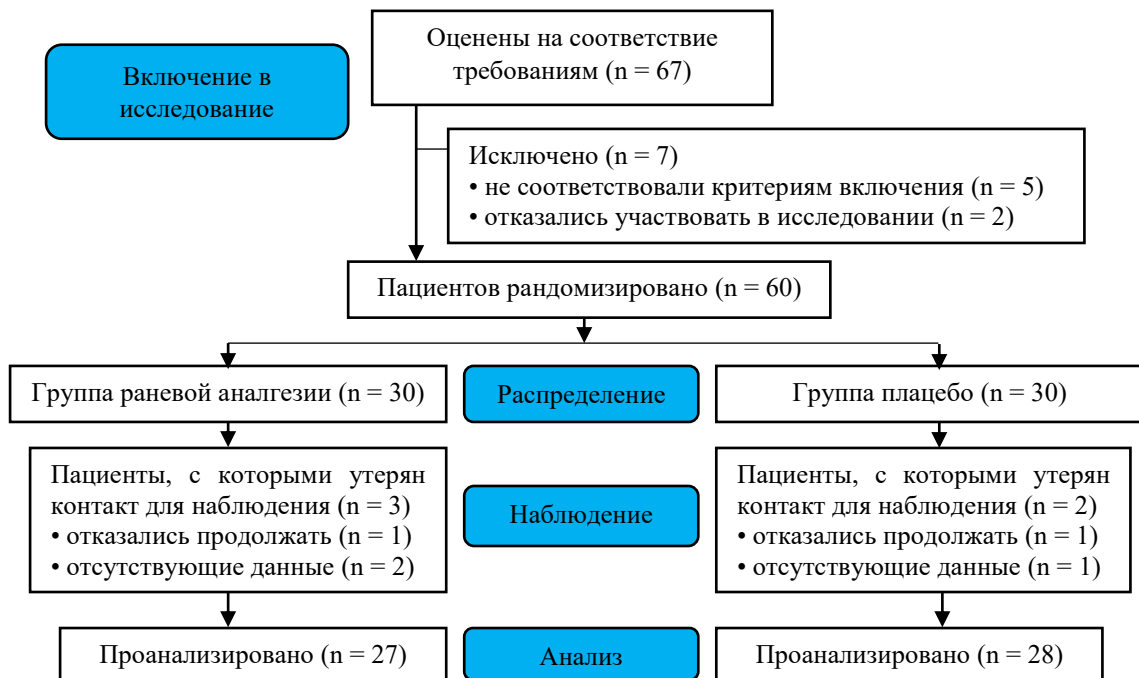 Оценены на соответствие
требованиям (n = 67)
Включение в
исследование
Исключено (n = 7)
• не соответствовали критериям включения (n = 5)
• отказались участвовать в исследовании (n = 2)
Пациентов рандомизировано (n = 60)
Группа раневой аналгезии (n = 30)
Распределение
Группа плацебо (n = 30)
Пациенты, с которыми утерян
контакт для наблюдения (n = 3)
• отказались продолжать (n = 1)
• отсутствующие данные (n = 2)
Наблюдение
Пациенты, с которыми утерян
контакт для наблюдения (n = 2)
• отказались продолжать (n = 1)
• отсутствующие данные (n = 1)
Проанализировано (n = 27)
Анализ
Проанализировано (n = 28)